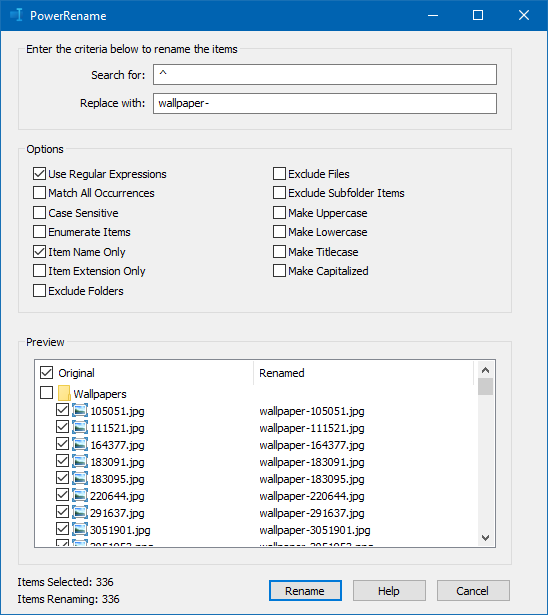 PowerRename
Enter the criteria below to rename the items
Search for: ^
Replace with: wallpaper-
Options
Use Regular Expressions Exclude Files
Match All Occurrences Exclude Subfolder Items
Case Sensitive Make Uppercase
Enumerate Items Make Lowercase
Item Name Only Make Titlecase
Item Extension Only Make Capitalized
Exclude Folders
Preview
Original Renamed
Wallpapers
105051.jpg wallpaper-105051.jpg
111521.jpg wallpaper-111521.jpg
164377.jpg wallpaper-164377.jpg
183091.jpg wallpaper-183091.jpg
183095.jpg wallpaper-183095.jpg
220644.jpg wallpaper-220644.jpg
291637.jpg wallpaper-291637.jpg
3051901.jpg wallpaper-3051901.jpg
Items Selected: 336
Items Renaming: 336
Rename Help Cancel